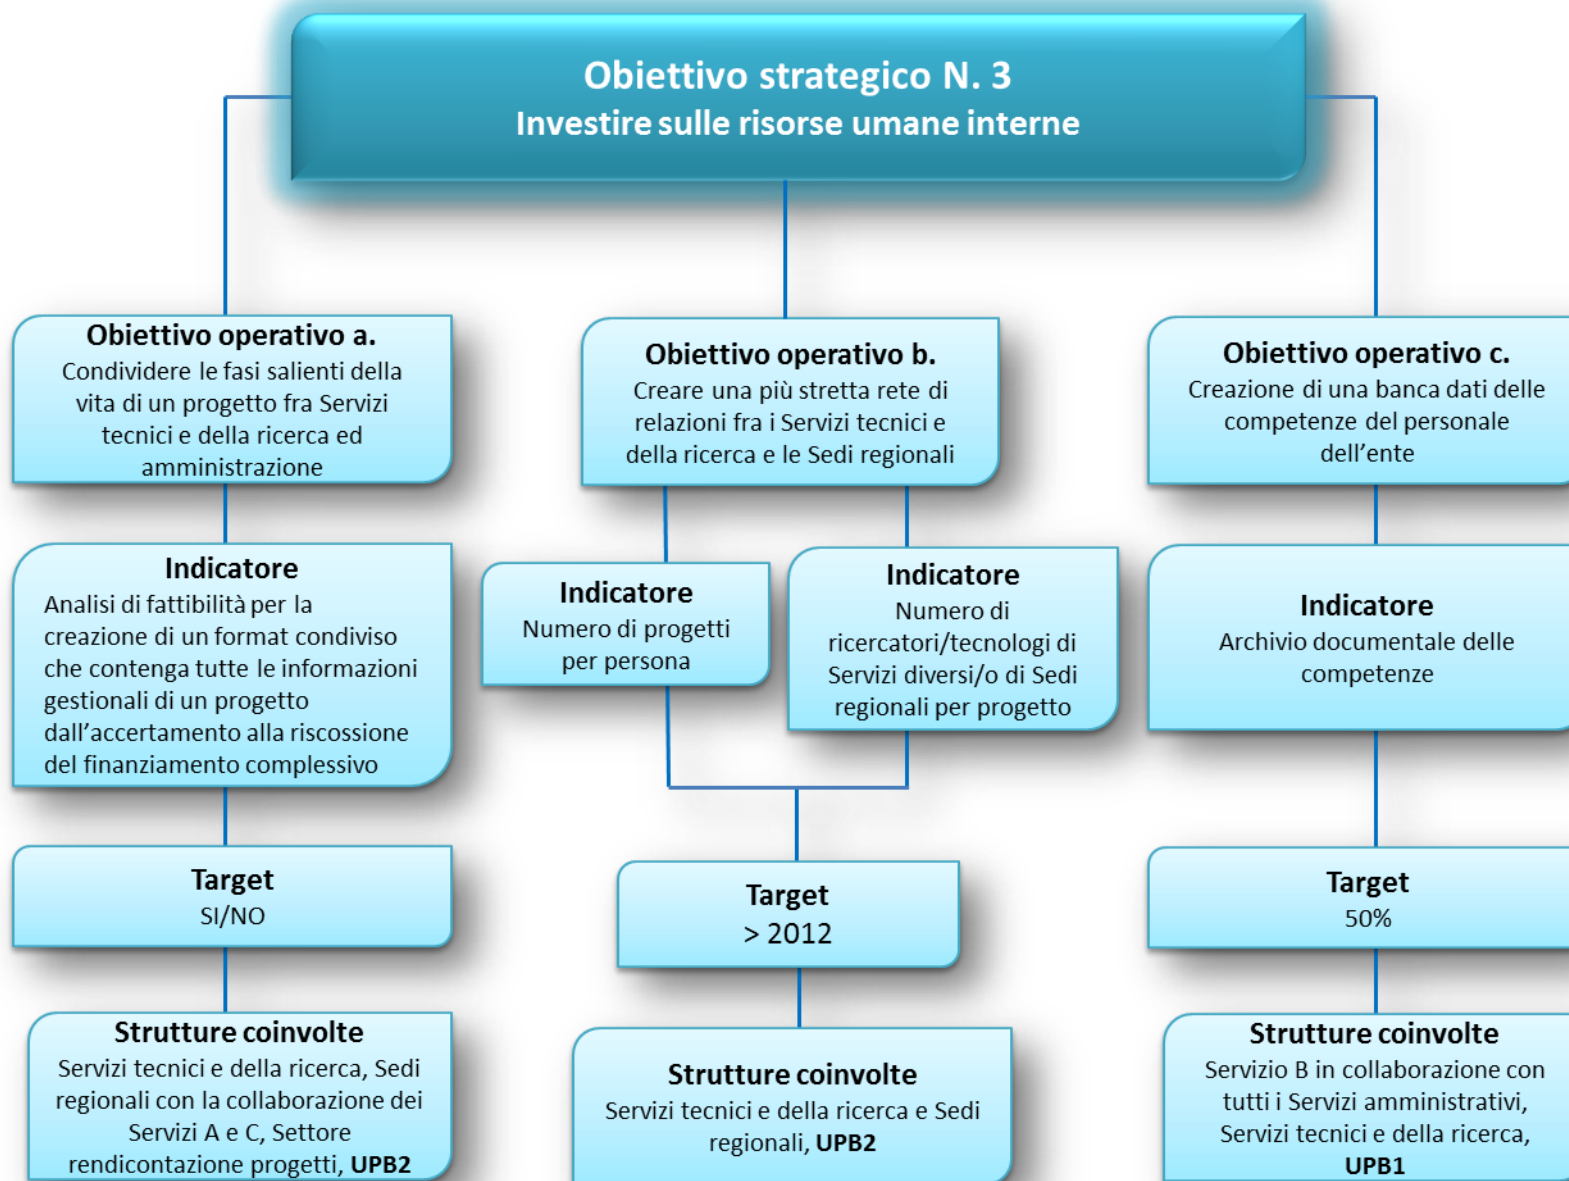 Obiettivo strategico N. 3
Investire sulle risorse umane interne
Obiettivo operativo a.
Condividere le fasi salienti della
vita di un progetto fra Servizi
tecnici e della ricerca ed
amministrazione
Indicatore
Analisi di fattibilità per la
creazione di un format condiviso
che contenga tutte le informazioni
gestionali di un progetto
dall’accertamento alla riscossione
del finanziamento complessivo
Target
SI/NO
Strutture coinvolte
Servizi tecnici e della ricerca, Sedi
regionali con la collaborazione dei
Servizi A e C, Settore
rendicontazione progetti, UPB2
Obiettivo operativo b.
Creare una più stretta rete di
relazioni fra i Servizi tecnici e
della ricerca e le Sedi regionali
Indicatore
Numero di progetti
per persona
Indicatore
Numero di
ricercatori/tecnologi di
Servizi diversi/o di Sedi
regionali per progetto
Target
> 2012
Strutture coinvolte
Servizi tecnici e della ricerca e Sedi
regionali, UPB2
Obiettivo operativo c.
Creazione di una banca dati delle
competenze del personale
dell’ente
Indicatore
Archivio documentale delle
competenze
Target
50%
Strutture coinvolte
Servizio B in collaborazione con
tutti i Servizi amministrativi,
Servizi tecnici e della ricerca,
UPB1